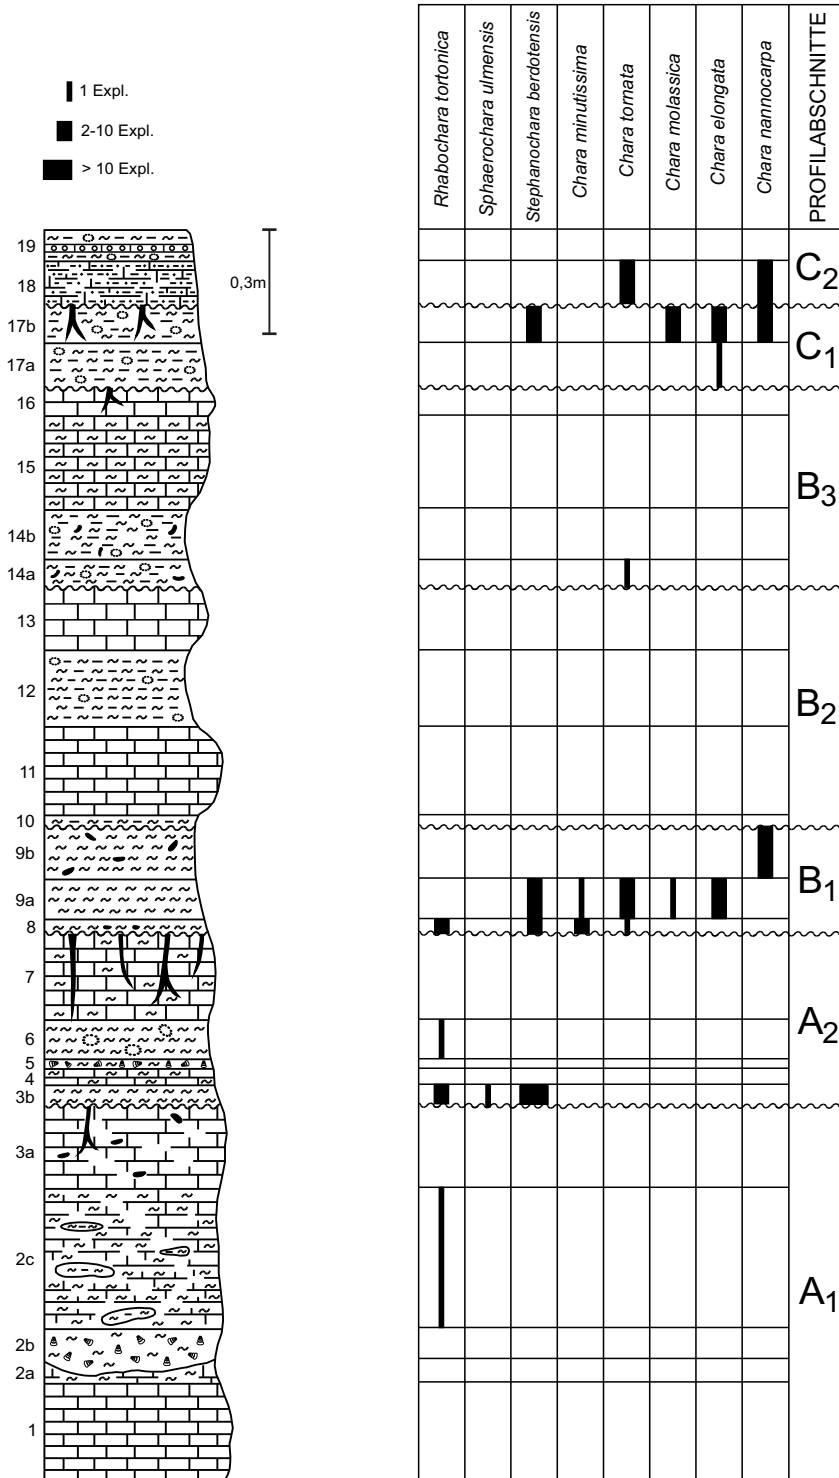 1 Expl.
2-10 Expl.
> 10 Expl.
0,3m
19
18
17b
17a
16
15
14b
14a
13
12
11
10
9b
9a
8
7
6
5
4
3b
3a
2c
2b
2a
1
Rhabochara tortonica
Sphaerochara ulmensis
Stephanochara berdotensis
Chara minutissima
Chara tornata
Chara molassica
Chara elongata
Chara nannocarpa
PROFILABSCHNITTE
C2
C1
B3
B2
B1
A2
A1